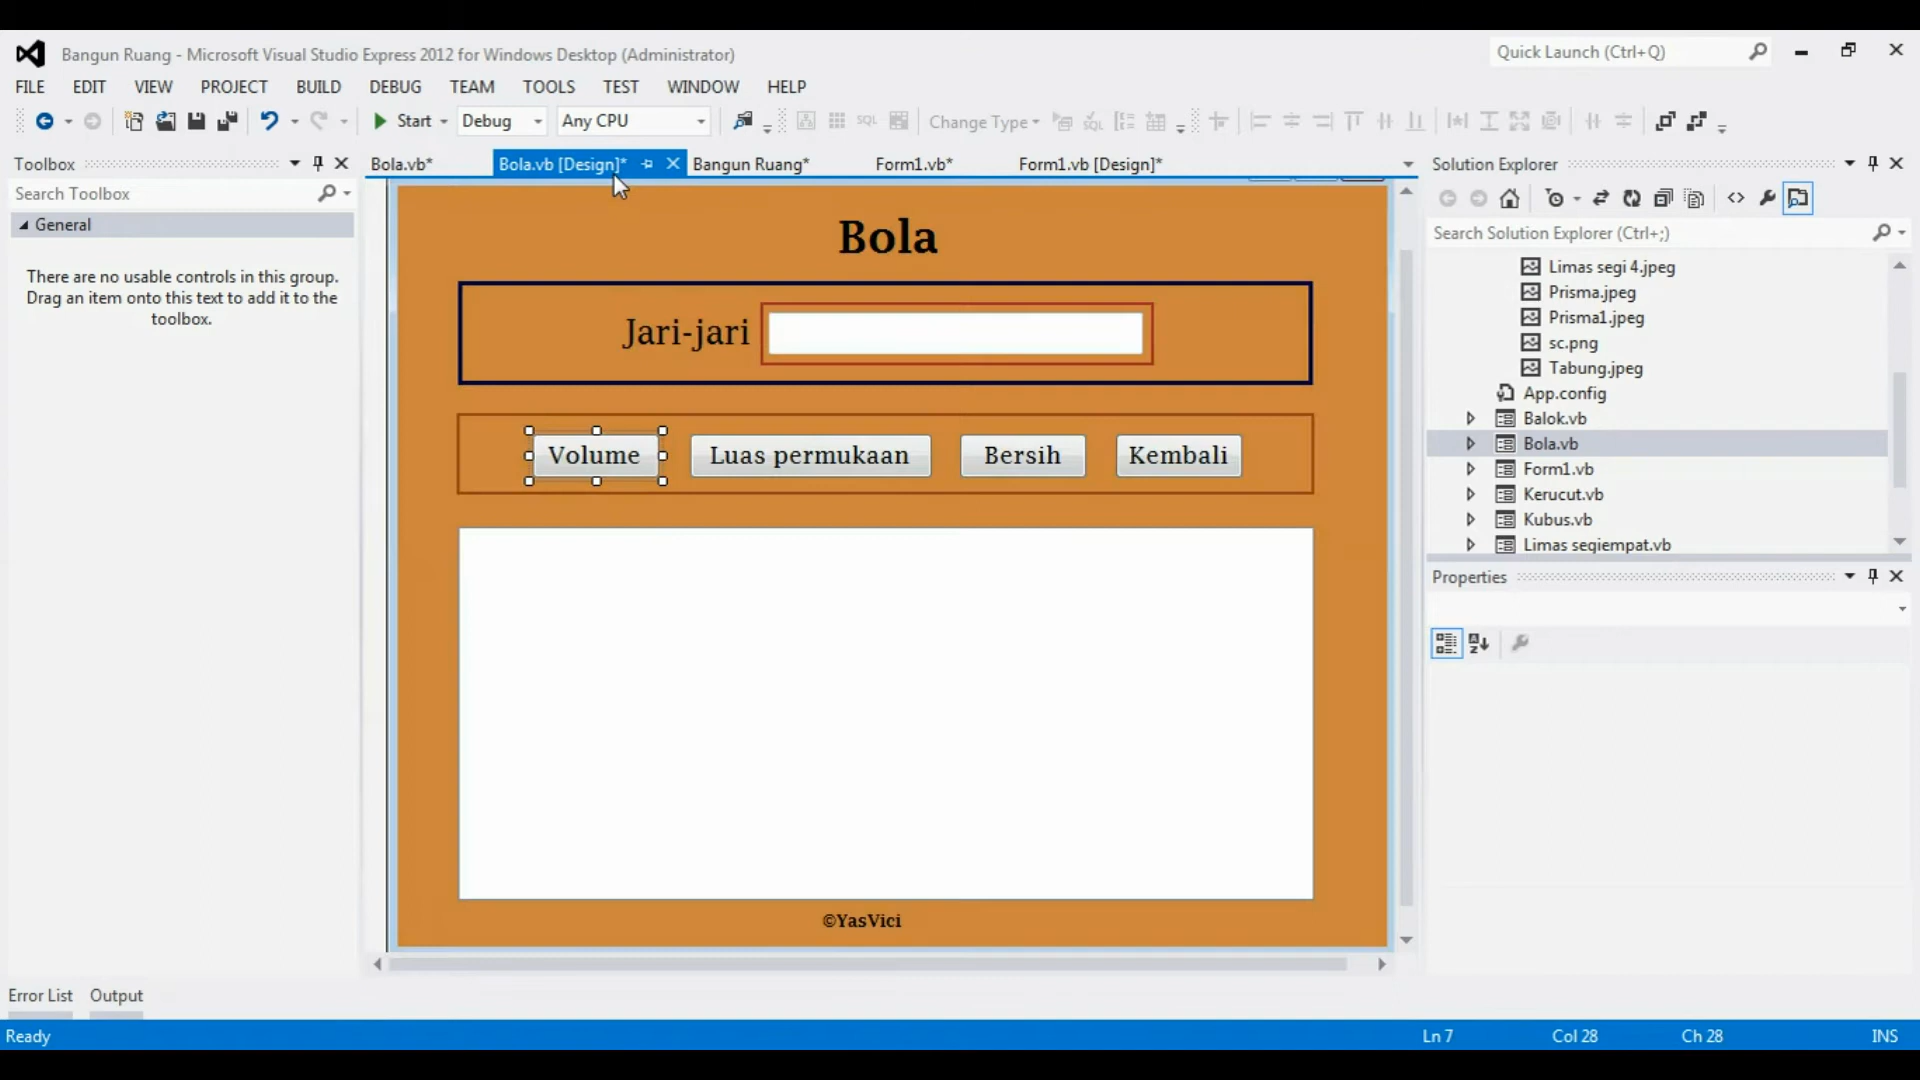 Bangun Ruang - Microsoft Visual Studio Express 2012 for Windows Desktop (Administrator)
Quick Launch (Ctrl+Q)
FILE EDIT VIEW PROJECT BUILD DEBUG TEAM TOOLS TEST WINDOW HELP
Start Debug Any CPU SQL Change Type SQL
Toolbox
Bola.vb* Bola.vb [Design]* Bangun Ruang* Form1.vb* Form1.vb [Design]*
Solution Explorer
Search Toolbox
General
There are no usable controls in this group.
Drag an item onto this text to add it to the
toolbox.
Bola
Jari-jari
Volume Luas permukaan Bersih Kembali
©YasVici
Search Solution Explorer (Ctrl+;)
Limas segi 4.jpeg
Prisma.jpeg
Prisma1.jpeg
sc.png
Tabung.jpeg
App.config
Balok.vb
Bola.vb
Form1.vb
Kerucut.vb
Kubus.vb
Limas segiempat.vb
Properties
Error List Output
Ready Ln 7 Col 28 Ch 28 INS